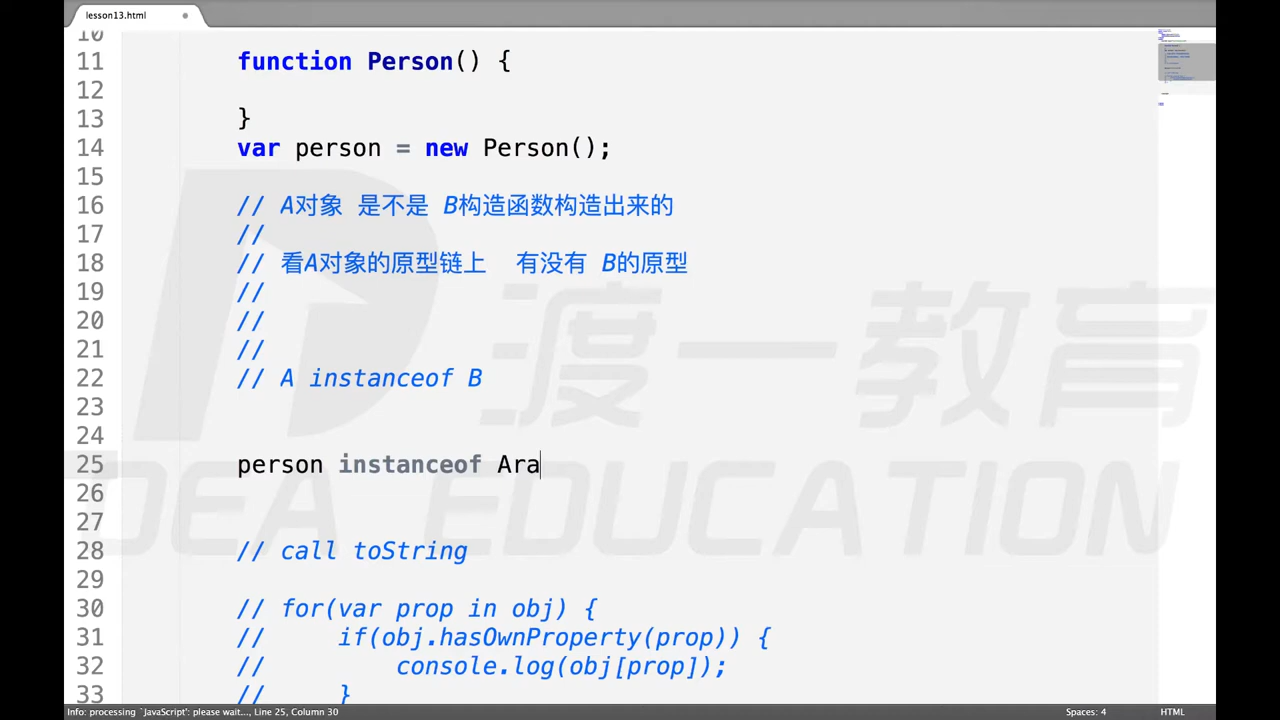 lesson13.html
10
11 function Person() {
12
13 }
14 var person = new Person();
15
16 // A对象 是不是 B构造函数构造出来的
17 //
18 // 看A对象的原型链上 有没有 B的原型
19 //
20 //
21 //
22 // A instanceof B
23
24
25 person instanceof Ara
26
27
28 // call toString
29
30 // for(var prop in obj) {
31 // if(obj.hasOwnProperty(prop)) {
32 // console.log(obj[prop]);
33 // }
渡一教育
IDEA EDUCATION
Info: processing `JavaScript': please wait..., Line 25, Column 30 Spaces: 4 HTML